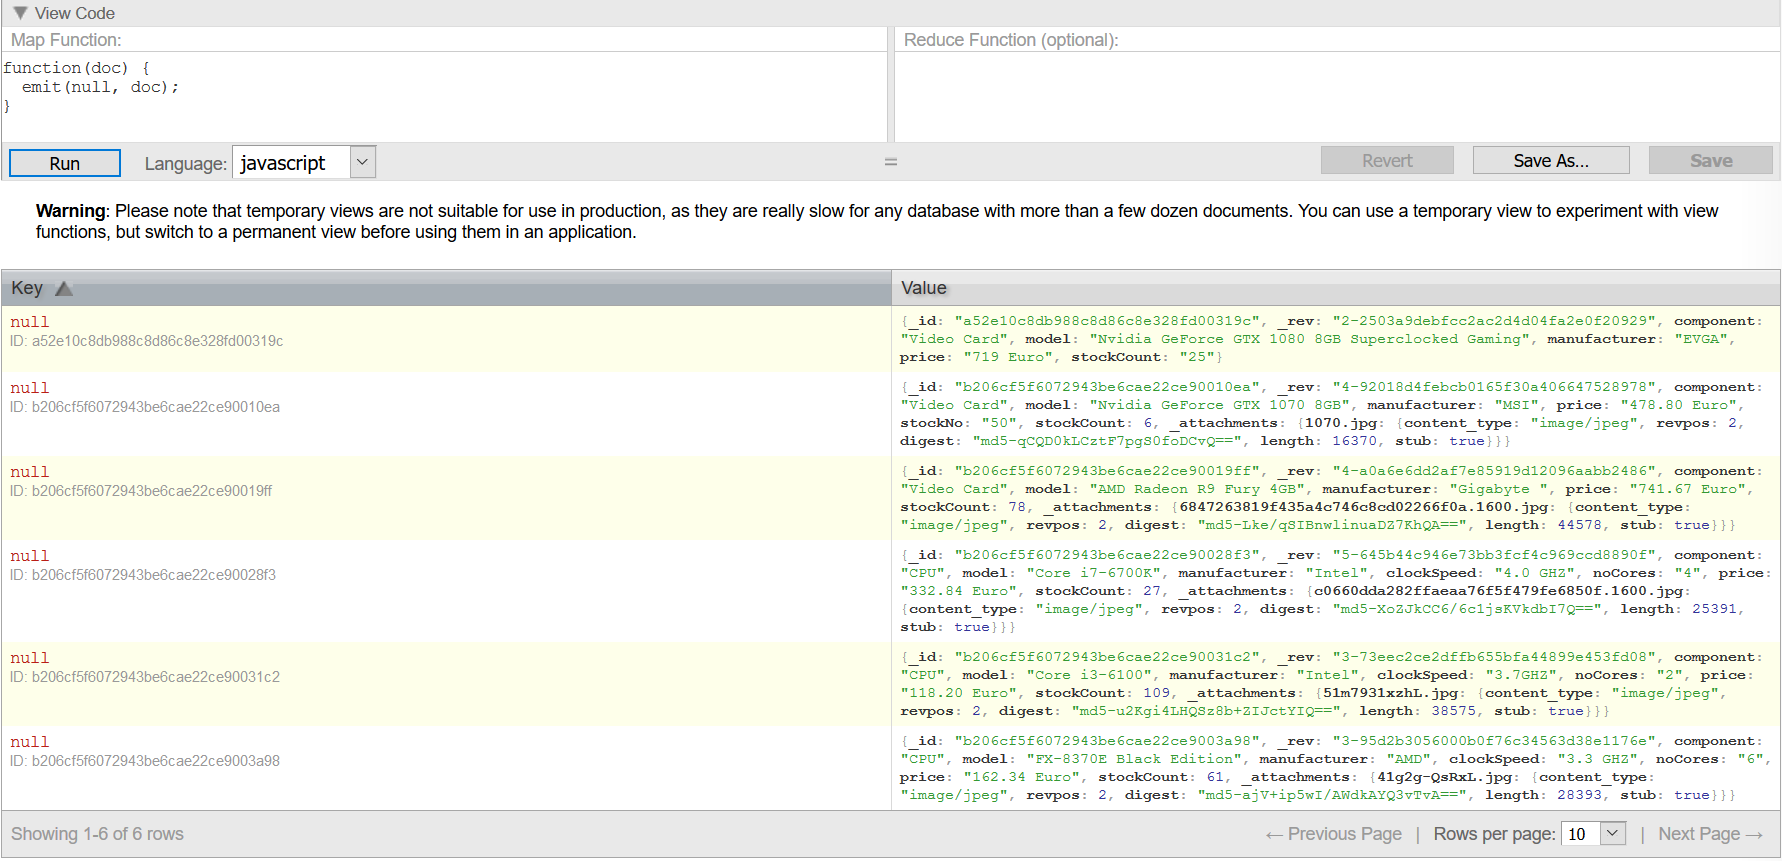 ▼ View Code
Map Function:
Reduce Function (optional):
function(doc) {
  emit(null, doc);
}
Run
Language: javascript
Revert
Save As...
Save
Warning: Please note that temporary views are not suitable for use in production, as they are really slow for any database with more than a few dozen documents. You can use a temporary view to experiment with view
functions, but switch to a permanent view before using them in an application.
Key ▲
Value
null
ID: a52e10c8db988c8d86c8e328fd00319c
{_id: "a52e10c8db988c8d86c8e328fd00319c", _rev: "2-2503a9debfcc2ac2d4d04fa2e0f20929", component:
"Video Card", model: "Nvidia GeForce GTX 1080 8GB Superclocked Gaming", manufacturer: "EVGA",
price: "719 Euro", stockCount: "25"}
null
ID: b206cf5f6072943be6cae22ce90010ea
{_id: "b206cf5f6072943be6cae22ce90010ea", _rev: "4-92018d4febcb0165f30a406647528978", component:
"Video Card", model: "Nvidia GeForce GTX 1070 8GB", manufacturer: "MSI", price: "478.80 Euro",
stockNo: "50", stockCount: 6, _attachments: {1070.jpg: {content_type: "image/jpeg", revpos: 2,
digest: "md5-qCQD0kLCztF7pgS0foDCvQ==", length: 16370, stub: true}}}
null
ID: b206cf5f6072943be6cae22ce90019ff
{_id: "b206cf5f6072943be6cae22ce90019ff", _rev: "4-a0a6e6dd2af7e85919d12096aabb2486", component:
"Video Card", model: "AMD Radeon R9 Fury 4GB", manufacturer: "Gigabyte ", price: "741.67 Euro",
stockCount: 78, _attachments: {6847263819f435a4c746c8cd02266f0a.1600.jpg: {content_type:
"image/jpeg", revpos: 2, digest: "md5-Lke/qSIBnwlinuaDZ7KhQA==", length: 44578, stub: true}}}
null
ID: b206cf5f6072943be6cae22ce90028f3
{_id: "b206cf5f6072943be6cae22ce90028f3", _rev: "5-645b44c946e73bb3fcf4c969ccd8890f", component:
"CPU", model: "Core i7-6700K", manufacturer: "Intel", clockSpeed: "4.0 GHZ", noCores: "4", price:
"332.84 Euro", stockCount: 27, _attachments: {c0660dda282ffaeaa76f5f479fe6850f.1600.jpg:
{content_type: "image/jpeg", revpos: 2, digest: "md5-XoZJkCC6/6c1jsKVkdbI7Q==", length: 25391,
stub: true}}}
null
ID: b206cf5f6072943be6cae22ce90031c2
{_id: "b206cf5f6072943be6cae22ce90031c2", _rev: "3-73eec2ce2dffb655bfa44899e453fd08", component:
"CPU", model: "Core i3-6100", manufacturer: "Intel", clockSpeed: "3.7GHZ", noCores: "2", price:
"118.20 Euro", stockCount: 109, _attachments: {51m7931xzhL.jpg: {content_type: "image/jpeg",
revpos: 2, digest: "md5-u2Kgi4LHQSz8b+ZIJctYIQ==", length: 38575, stub: true}}}
null
ID: b206cf5f6072943be6cae22ce9003a98
{_id: "b206cf5f6072943be6cae22ce9003a98", _rev: "3-95d2b3056000b0f76c34563d38e1176e", component:
"CPU", model: "FX-8370E Black Edition", manufacturer: "AMD", clockSpeed: "3.3 GHZ", noCores: "6",
price: "162.34 Euro", stockCount: 61, _attachments: {41g2g-QsRxL.jpg: {content_type:
"image/jpeg", revpos: 2, digest: "md5-ajV+ip5wI/AWdkAYQ3vTvA==", length: 28393, stub: true}}}
Showing 1-6 of 6 rows
← Previous Page | Rows per page: 10 | Next Page →